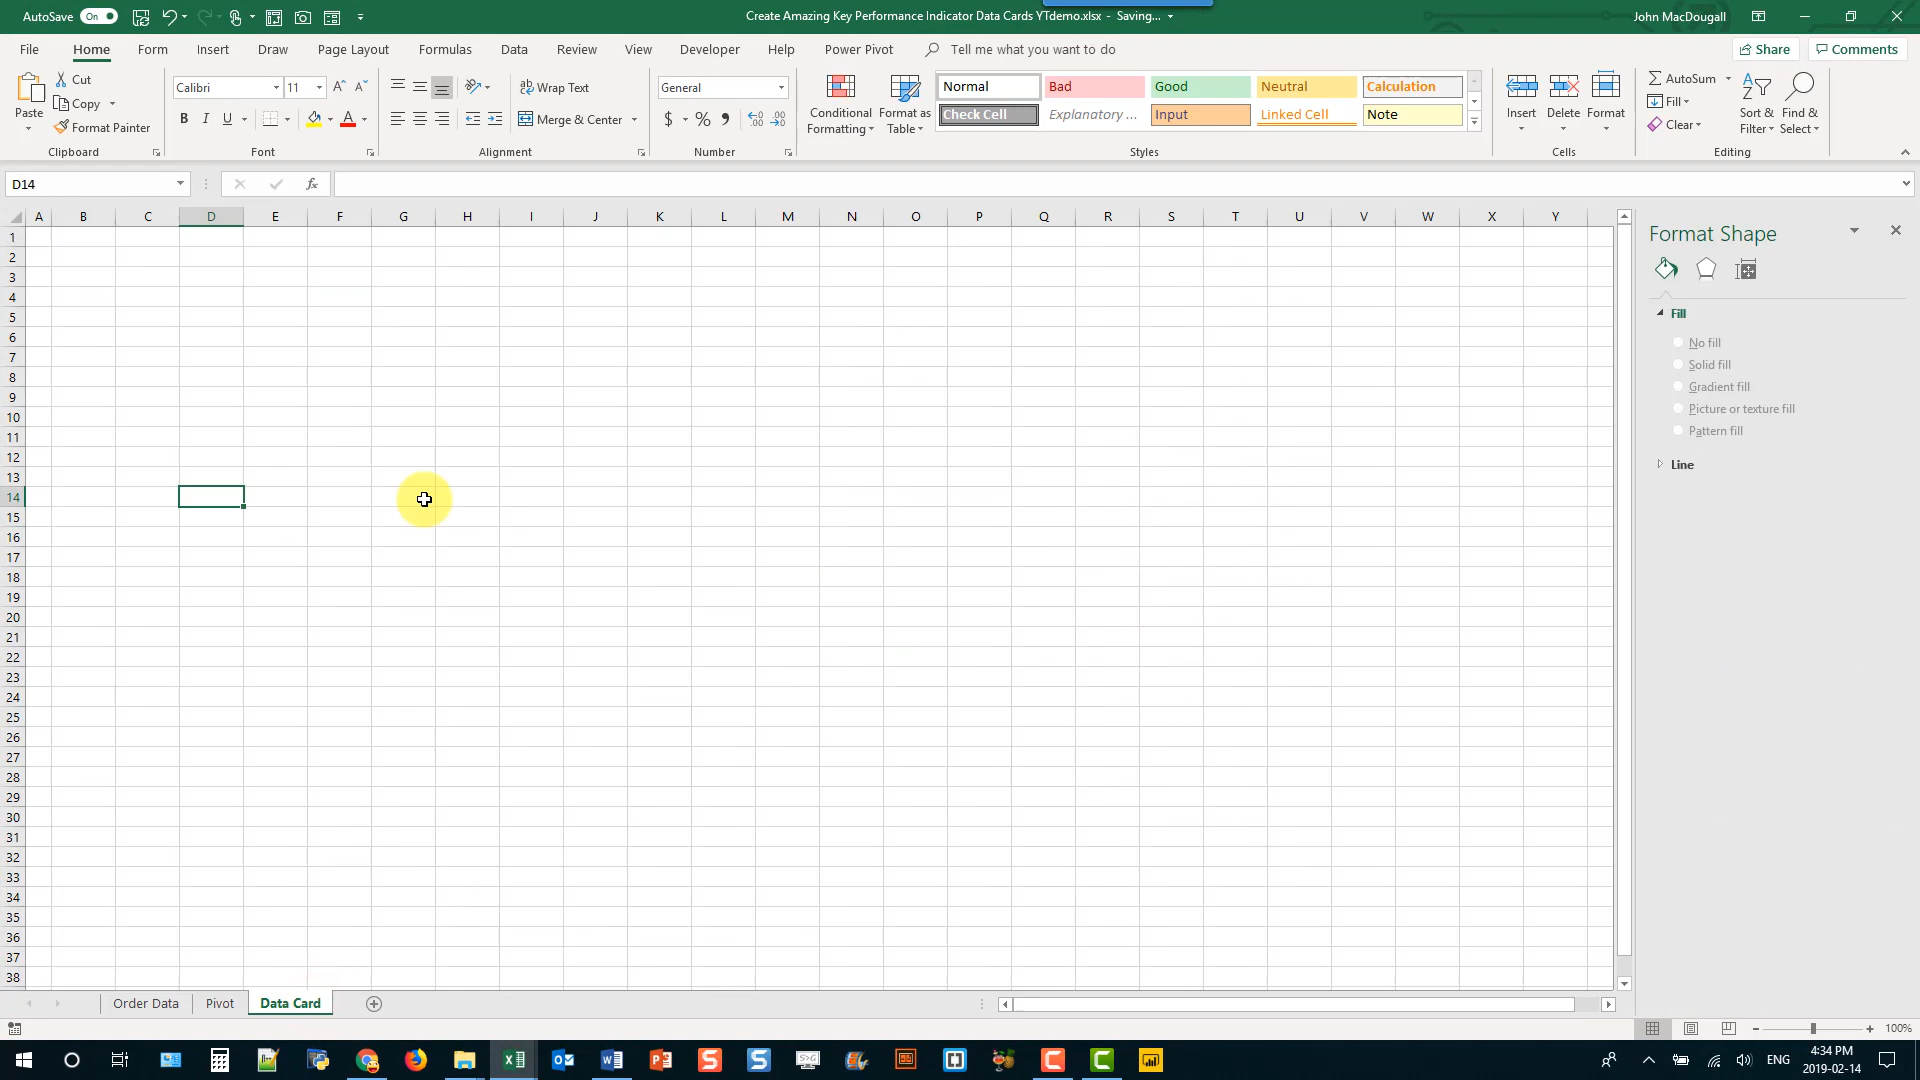 AutoSave On
Create Amazing Key Performance Indicator Data Cards YTdemo.xlsx - Saving...
John MacDougall
File Home Form Insert Draw Page Layout Formulas Data Review View Developer Help Power Pivot Tell me what you want to do
Share Comments
Paste
Cut
Copy
Format Painter
Clipboard
Calibri 11
B I U
Font
Wrap Text
Merge & Center
Alignment
General
$ %
Number
Conditional Formatting
Format as Table
Normal Bad Good Neutral Calculation
Check Cell Explanatory ... Input Linked Cell Note
Styles
Insert Delete Format
Cells
AutoSum
Fill
Clear
Sort & Filter
Find & Select
Editing
D14
fx
A B C D E F G H I J K L M N O P Q R S T U V W X Y
1
2
3
4
5
6
7
8
9
10
11
12
13
14
15
16
17
18
19
20
21
22
23
24
25
26
27
28
29
30
31
32
33
34
35
36
37
38
Format Shape
Fill
No fill
Solid fill
Gradient fill
Picture or texture fill
Pattern fill
Line
Order Data Pivot Data Card
100%
ENG
4:34 PM
2019-02-14